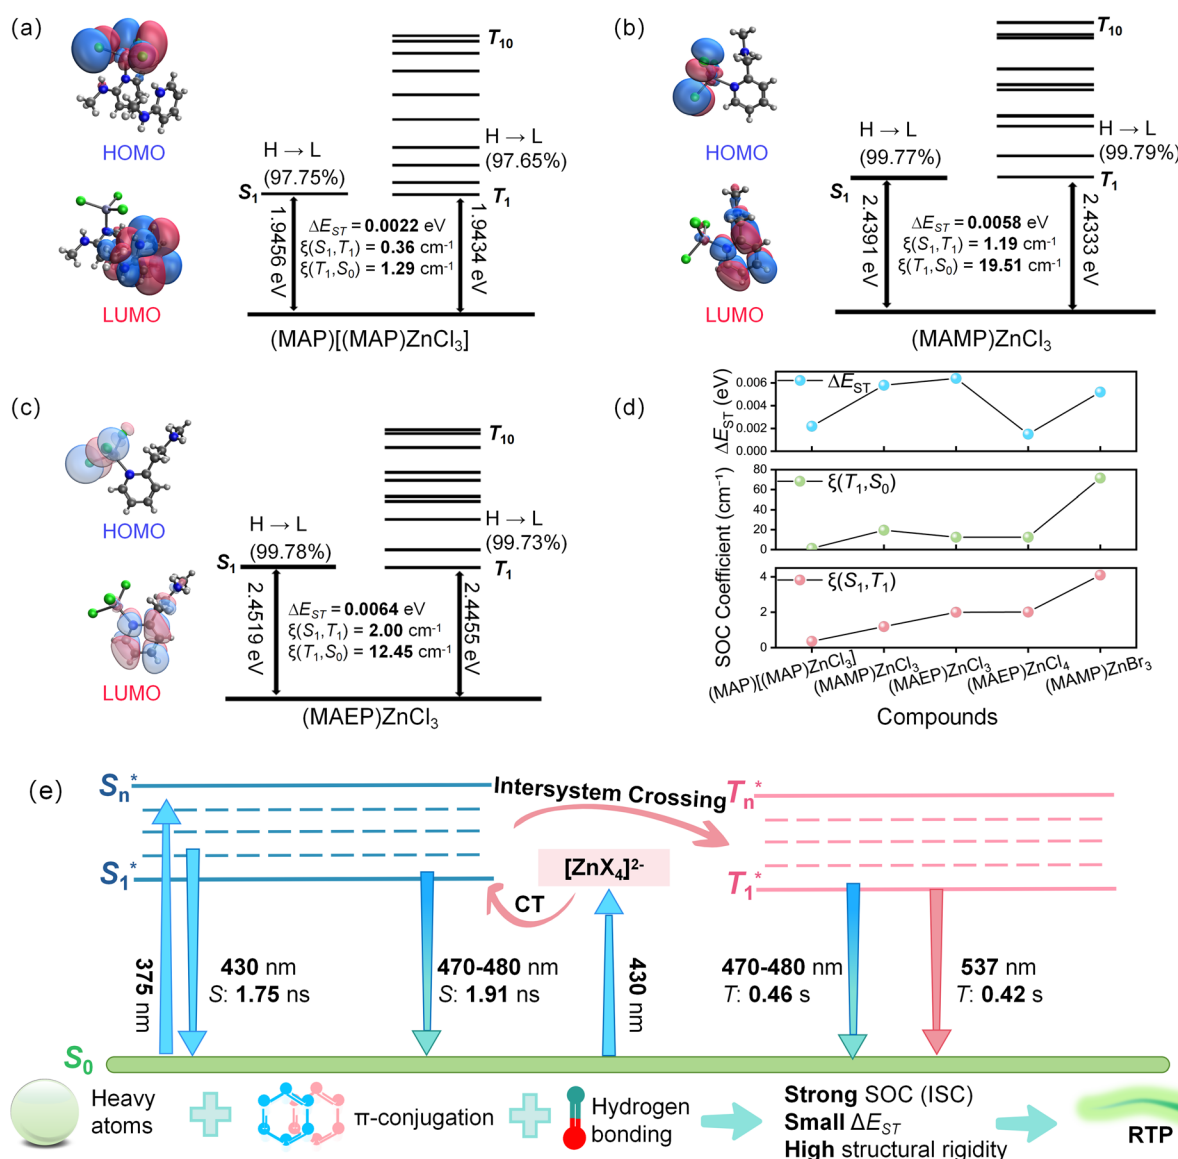 (a)
HOMO
LUMO
H → L
(97.75%)
S1
1.9456 eV
ΔEST = 0.0022 eV
ξ(S1,T1) = 0.36 cm-1
ξ(T1,S0) = 1.29 cm-1
T10
H → L
(97.65%)
T1
1.9434 eV
(MAP)[(MAP)ZnCl3]
(b)
HOMO
LUMO
H → L
(99.77%)
S1
2.4391 eV
ΔEST = 0.0058 eV
ξ(S1,T1) = 1.19 cm-1
ξ(T1,S0) = 19.51 cm-1
T10
H → L
(99.79%)
T1
2.4333 eV
(MAMP)ZnCl3
(c)
HOMO
LUMO
H → L
(99.78%)
S1
2.4519 eV
ΔEST = 0.0064 eV
ξ(S1,T1) = 2.00 cm-1
ξ(T1,S0) = 12.45 cm-1
T10
H → L
(99.73%)
T1
2.4455 eV
(MAEP)ZnCl3
(d)
ΔEST (eV)
0.006
0.004
0.002
0.000
ΔEST
SOC Coefficient (cm⁻¹)
80
60
40
20
0
ξ(T1,S0)
4
2
0
ξ(S1,T1)
(MAP)[(MAP)ZnCl3]
(MAMP)ZnCl3
(MAEP)ZnCl3
(MAEP)ZnCl4
(MAMP)ZnBr3
Compounds
(e)
Sn*
S1*
Intersystem Crossing
Tn*
T1*
[ZnX4]2-
CT
375 nm
430 nm
S: 1.75 ns
470-480 nm
S: 1.91 ns
430 nm
470-480 nm
T: 0.46 s
537 nm
T: 0.42 s
S0
Heavy
atoms
π-conjugation
Hydrogen
bonding
Strong SOC (ISC)
Small ΔEST
High structural rigidity
RTP